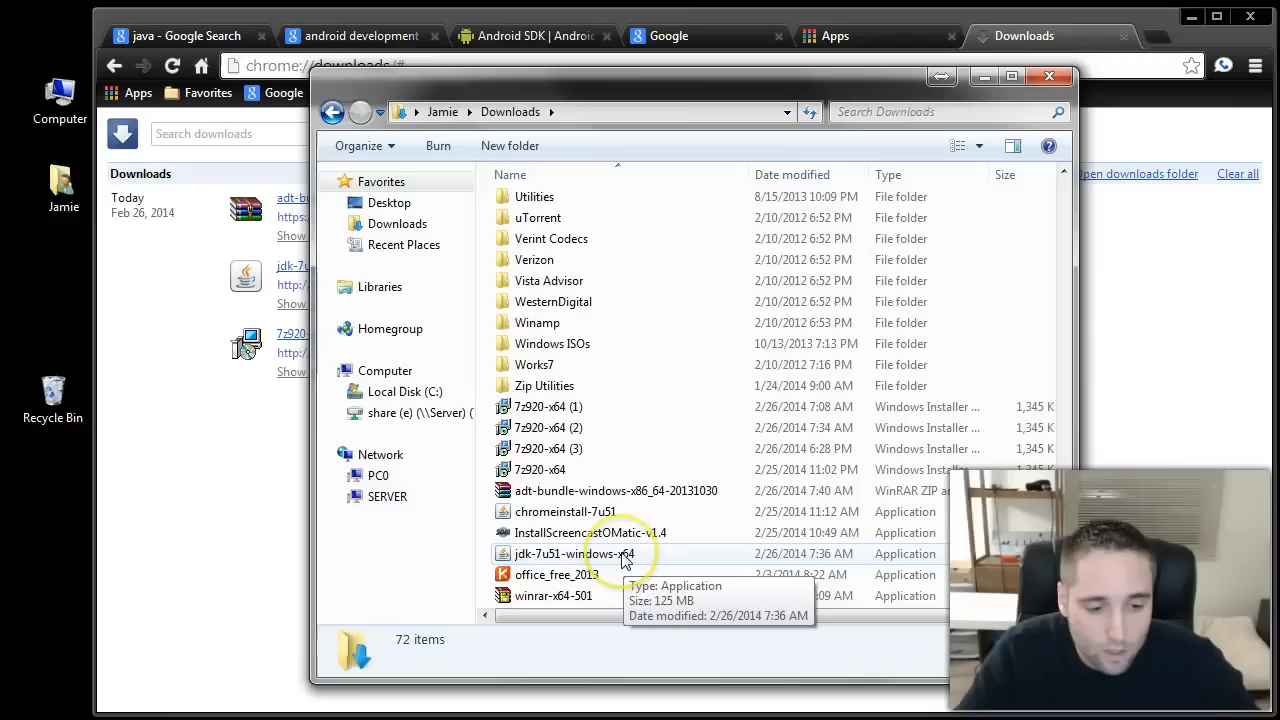 java - Google Search
android development
Android SDK | Android
Google
Apps
Downloads
chrome://downloads/#
Apps
Favorites
Google
Search downloads
Downloads
Open downloads folder
Clear all
Today
Feb 26, 2014
adt-bu
https:
Show
jdk-7u
http:/
Show
7z920-
http:/
Show
Computer
Jamie
Recycle Bin
Jamie
Downloads
Search Downloads
Organize
Burn
New folder
Favorites
Desktop
Downloads
Recent Places
Libraries
Homegroup
Computer
Local Disk (C:)
share (e) (\\Server) (
Network
PC0
SERVER
Name Date modified Type Size
Utilities 8/15/2013 10:09 PM File folder
uTorrent 2/10/2012 6:52 PM File folder
Verint Codecs 2/10/2012 6:52 PM File folder
Verizon 2/10/2012 6:52 PM File folder
Vista Advisor 2/10/2012 6:52 PM File folder
WesternDigital 2/10/2012 6:52 PM File folder
Winamp 2/10/2012 6:53 PM File folder
Windows ISOs 10/13/2013 7:13 PM File folder
Works7 2/10/2012 7:16 PM File folder
Zip Utilities 1/24/2014 9:00 AM File folder
7z920-x64 (1) 2/26/2014 7:08 AM Windows Installer ... 1,345 K
7z920-x64 (2) 2/26/2014 7:34 AM Windows Installer ... 1,345 K
7z920-x64 (3) 2/26/2014 6:28 PM Windows Installer ... 1,345 K
7z920-x64 2/25/2014 11:02 PM Windows Installer ... 1,345 K
adt-bundle-windows-x86_64-20131030 2/26/2014 7:40 AM WinRAR ZIP
chromeinstall-7u51 2/25/2014 11:12 AM Application
InstallScreencastOMatic-v1.4 2/25/2014 10:49 AM Application
jdk-7u51-windows-x64 2/26/2014 7:36 AM Application
office_free_2013 2/3/2014 8:22 AM Application
winrar-x64-501 :09 AM Application
Type: Application
Size: 125 MB
Date modified: 2/26/2014 7:36 AM
72 items